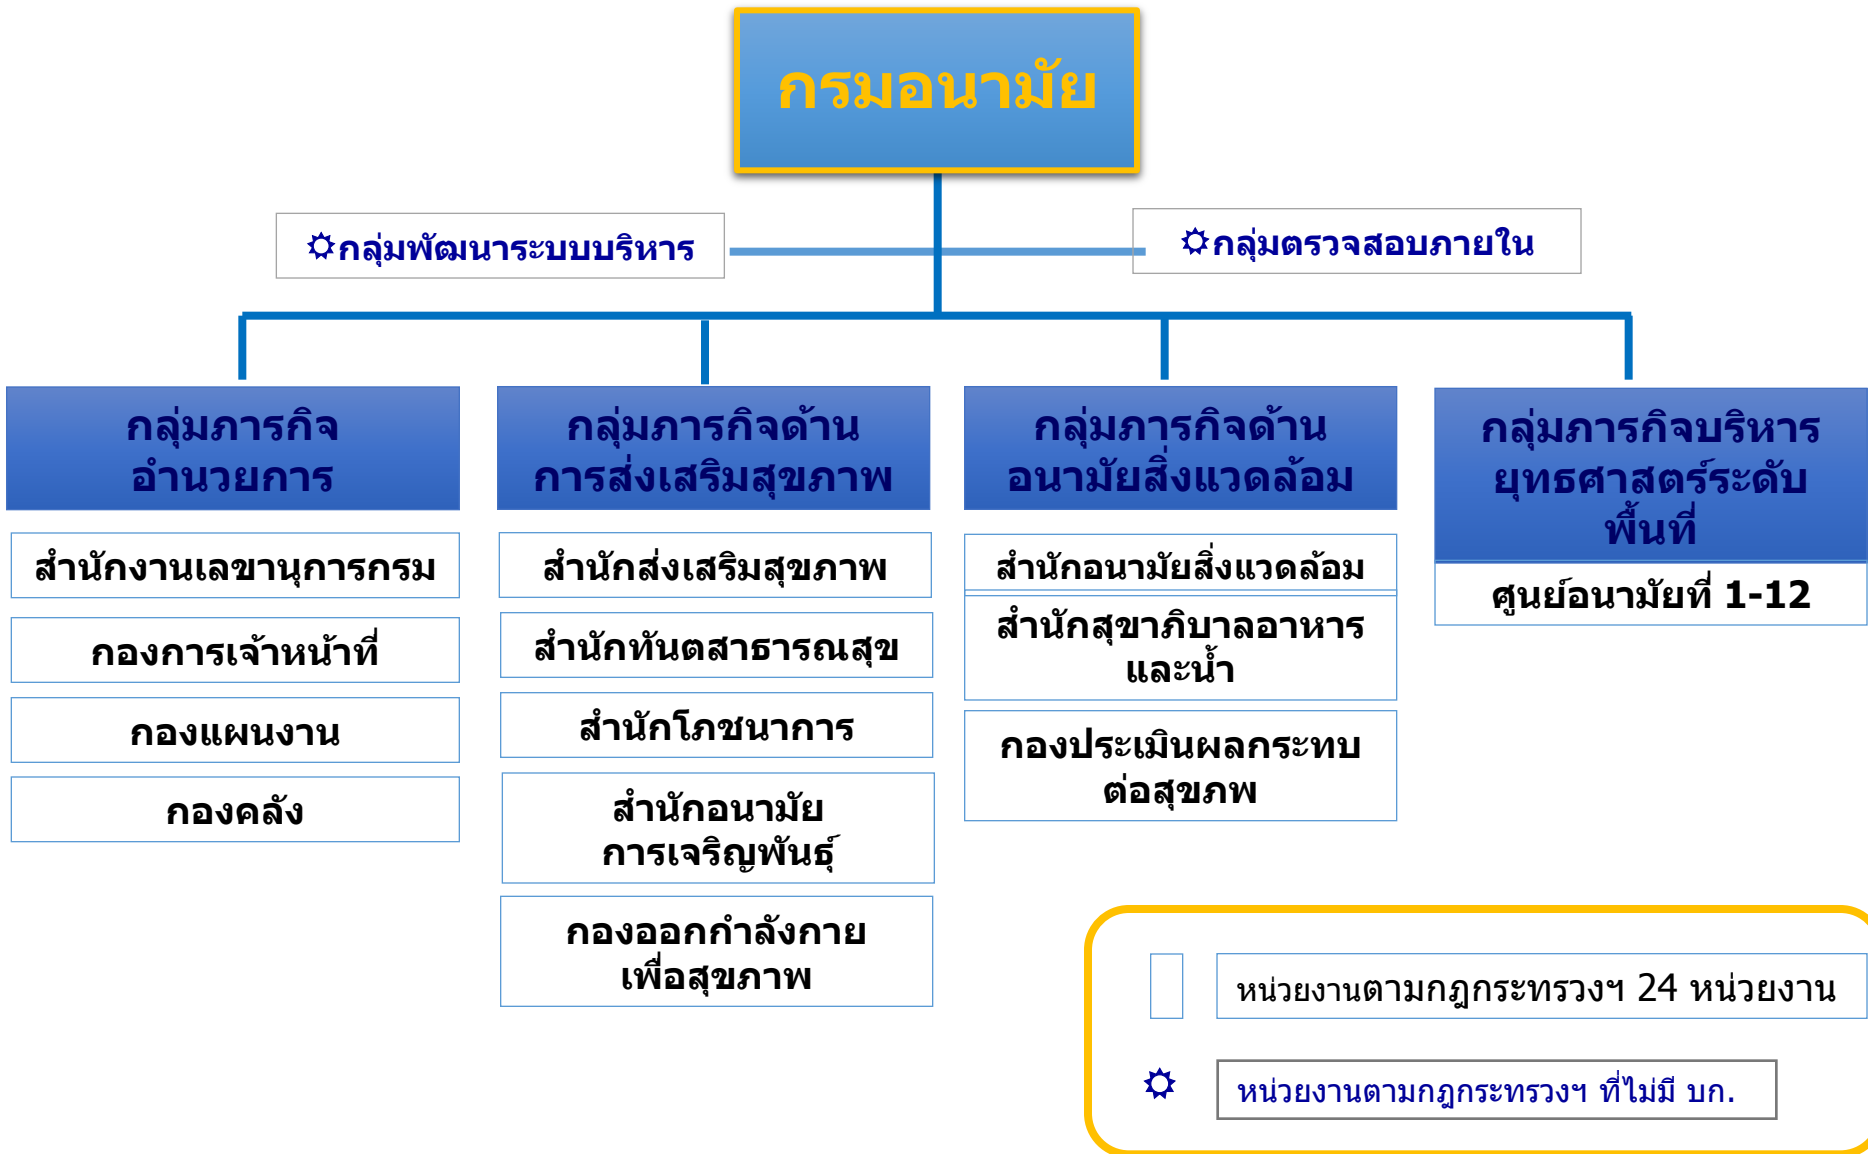 กรมอนามัย
กลุ่มพัฒนาระบบบริหาร
กลุ่มตรวจสอบภายใน
กลุ่มภารกิจ
อำนวยการ
สำนักงานเลขานุการกรม
กองการเจ้าหน้าที่
กองแผนงาน
กองคลัง
กลุ่มภารกิจด้าน
การส่งเสริมสุขภาพ
สำนักส่งเสริมสุขภาพ
สำนักทันตสาธารณสุข
สำนักโภชนาการ
สำนักอนามัย
การเจริญพันธุ์
กองออกกำลังกาย
เพื่อสุขภาพ
กลุ่มภารกิจด้าน
อนามัยสิ่งแวดล้อม
สำนักอนามัยสิ่งแวดล้อม
สำนักสุขาภิบาลอาหาร
และน้ำ
กองประเมินผลกระทบ
ต่อสุขภพ
กลุ่มภารกิจบริหาร
ยุทธศาสตร์ระดับ
พื้นที่
ศูนย์อนามัยที่ 1-12
หน่วยงานตามกฎกระทรวงฯ 24 หน่วยงาน
หน่วยงานตามกฎกระทรวงฯ ที่ไม่มี บก.